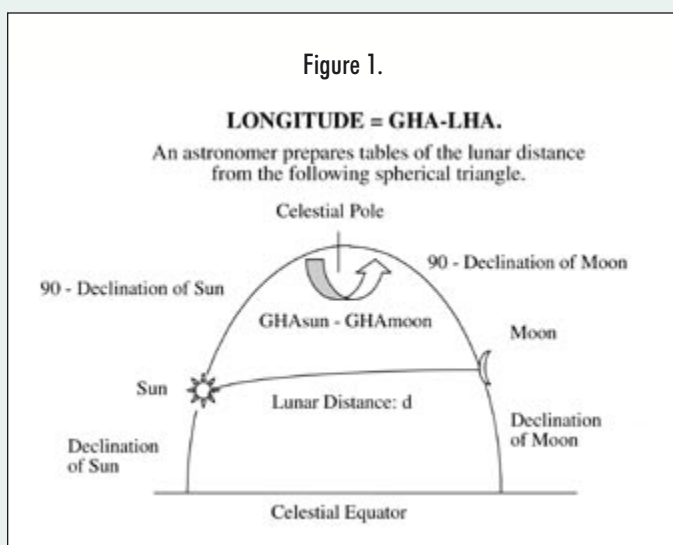 Figure 1.
LONGITUDE = GHA-LHA.
An astronomer prepares tables of the lunar distance
from the following spherical triangle.
Celestial Pole
90 - Declination of Sun
90 - Declination of Moon
GHAsun - GHAmoon
Moon
Sun
Lunar Distance: d
Declination
of Sun
Declination
of Moon
Celestial Equator